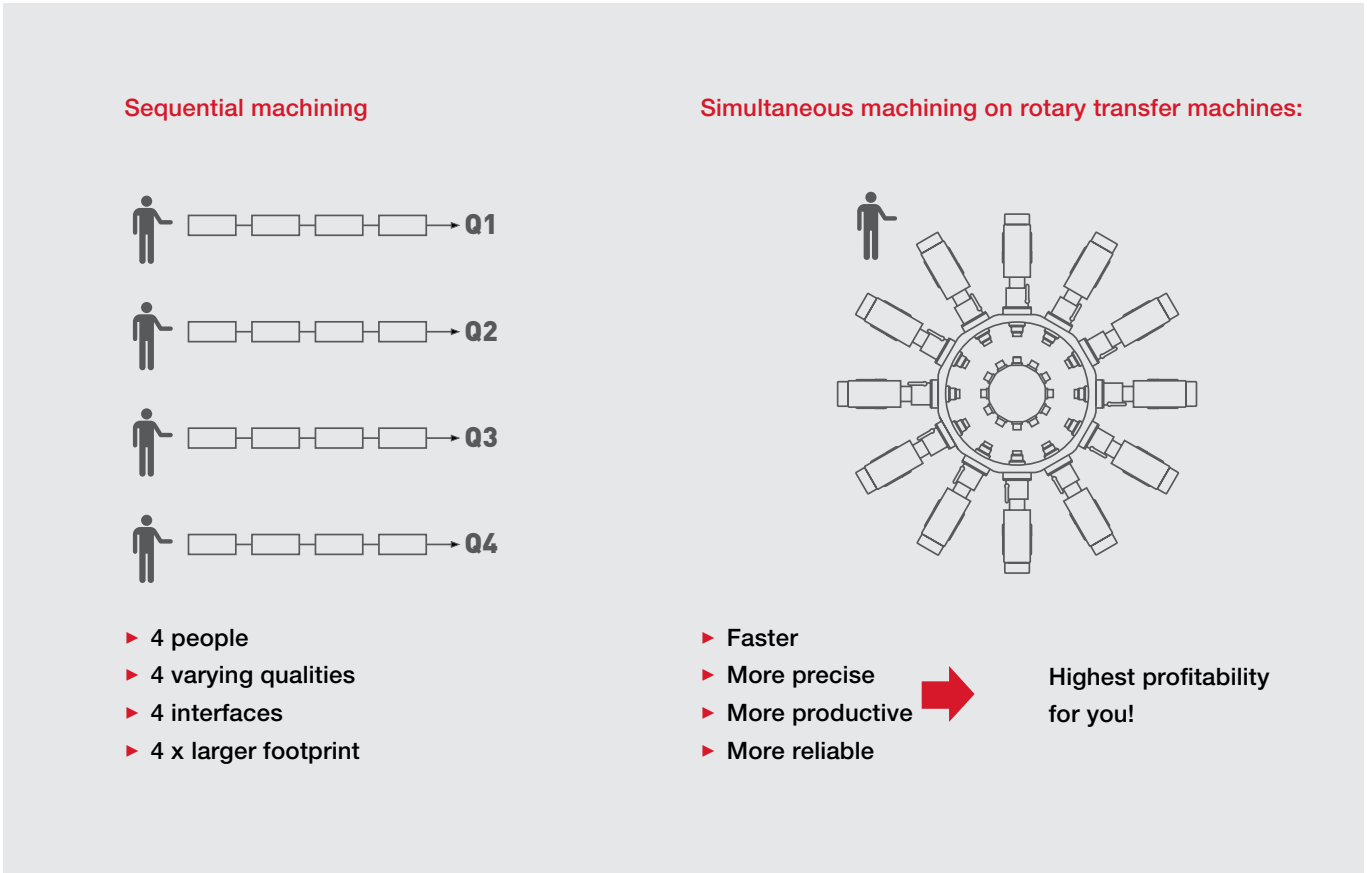 Sequential machining
Q1
Q2
Q3
Q4
► 4 people
► 4 varying qualities
► 4 interfaces
► 4 x larger footprint
Simultaneous machining on rotary transfer machines:
► Faster
► More precise
► More productive
► More reliable
Highest profitability
for you!